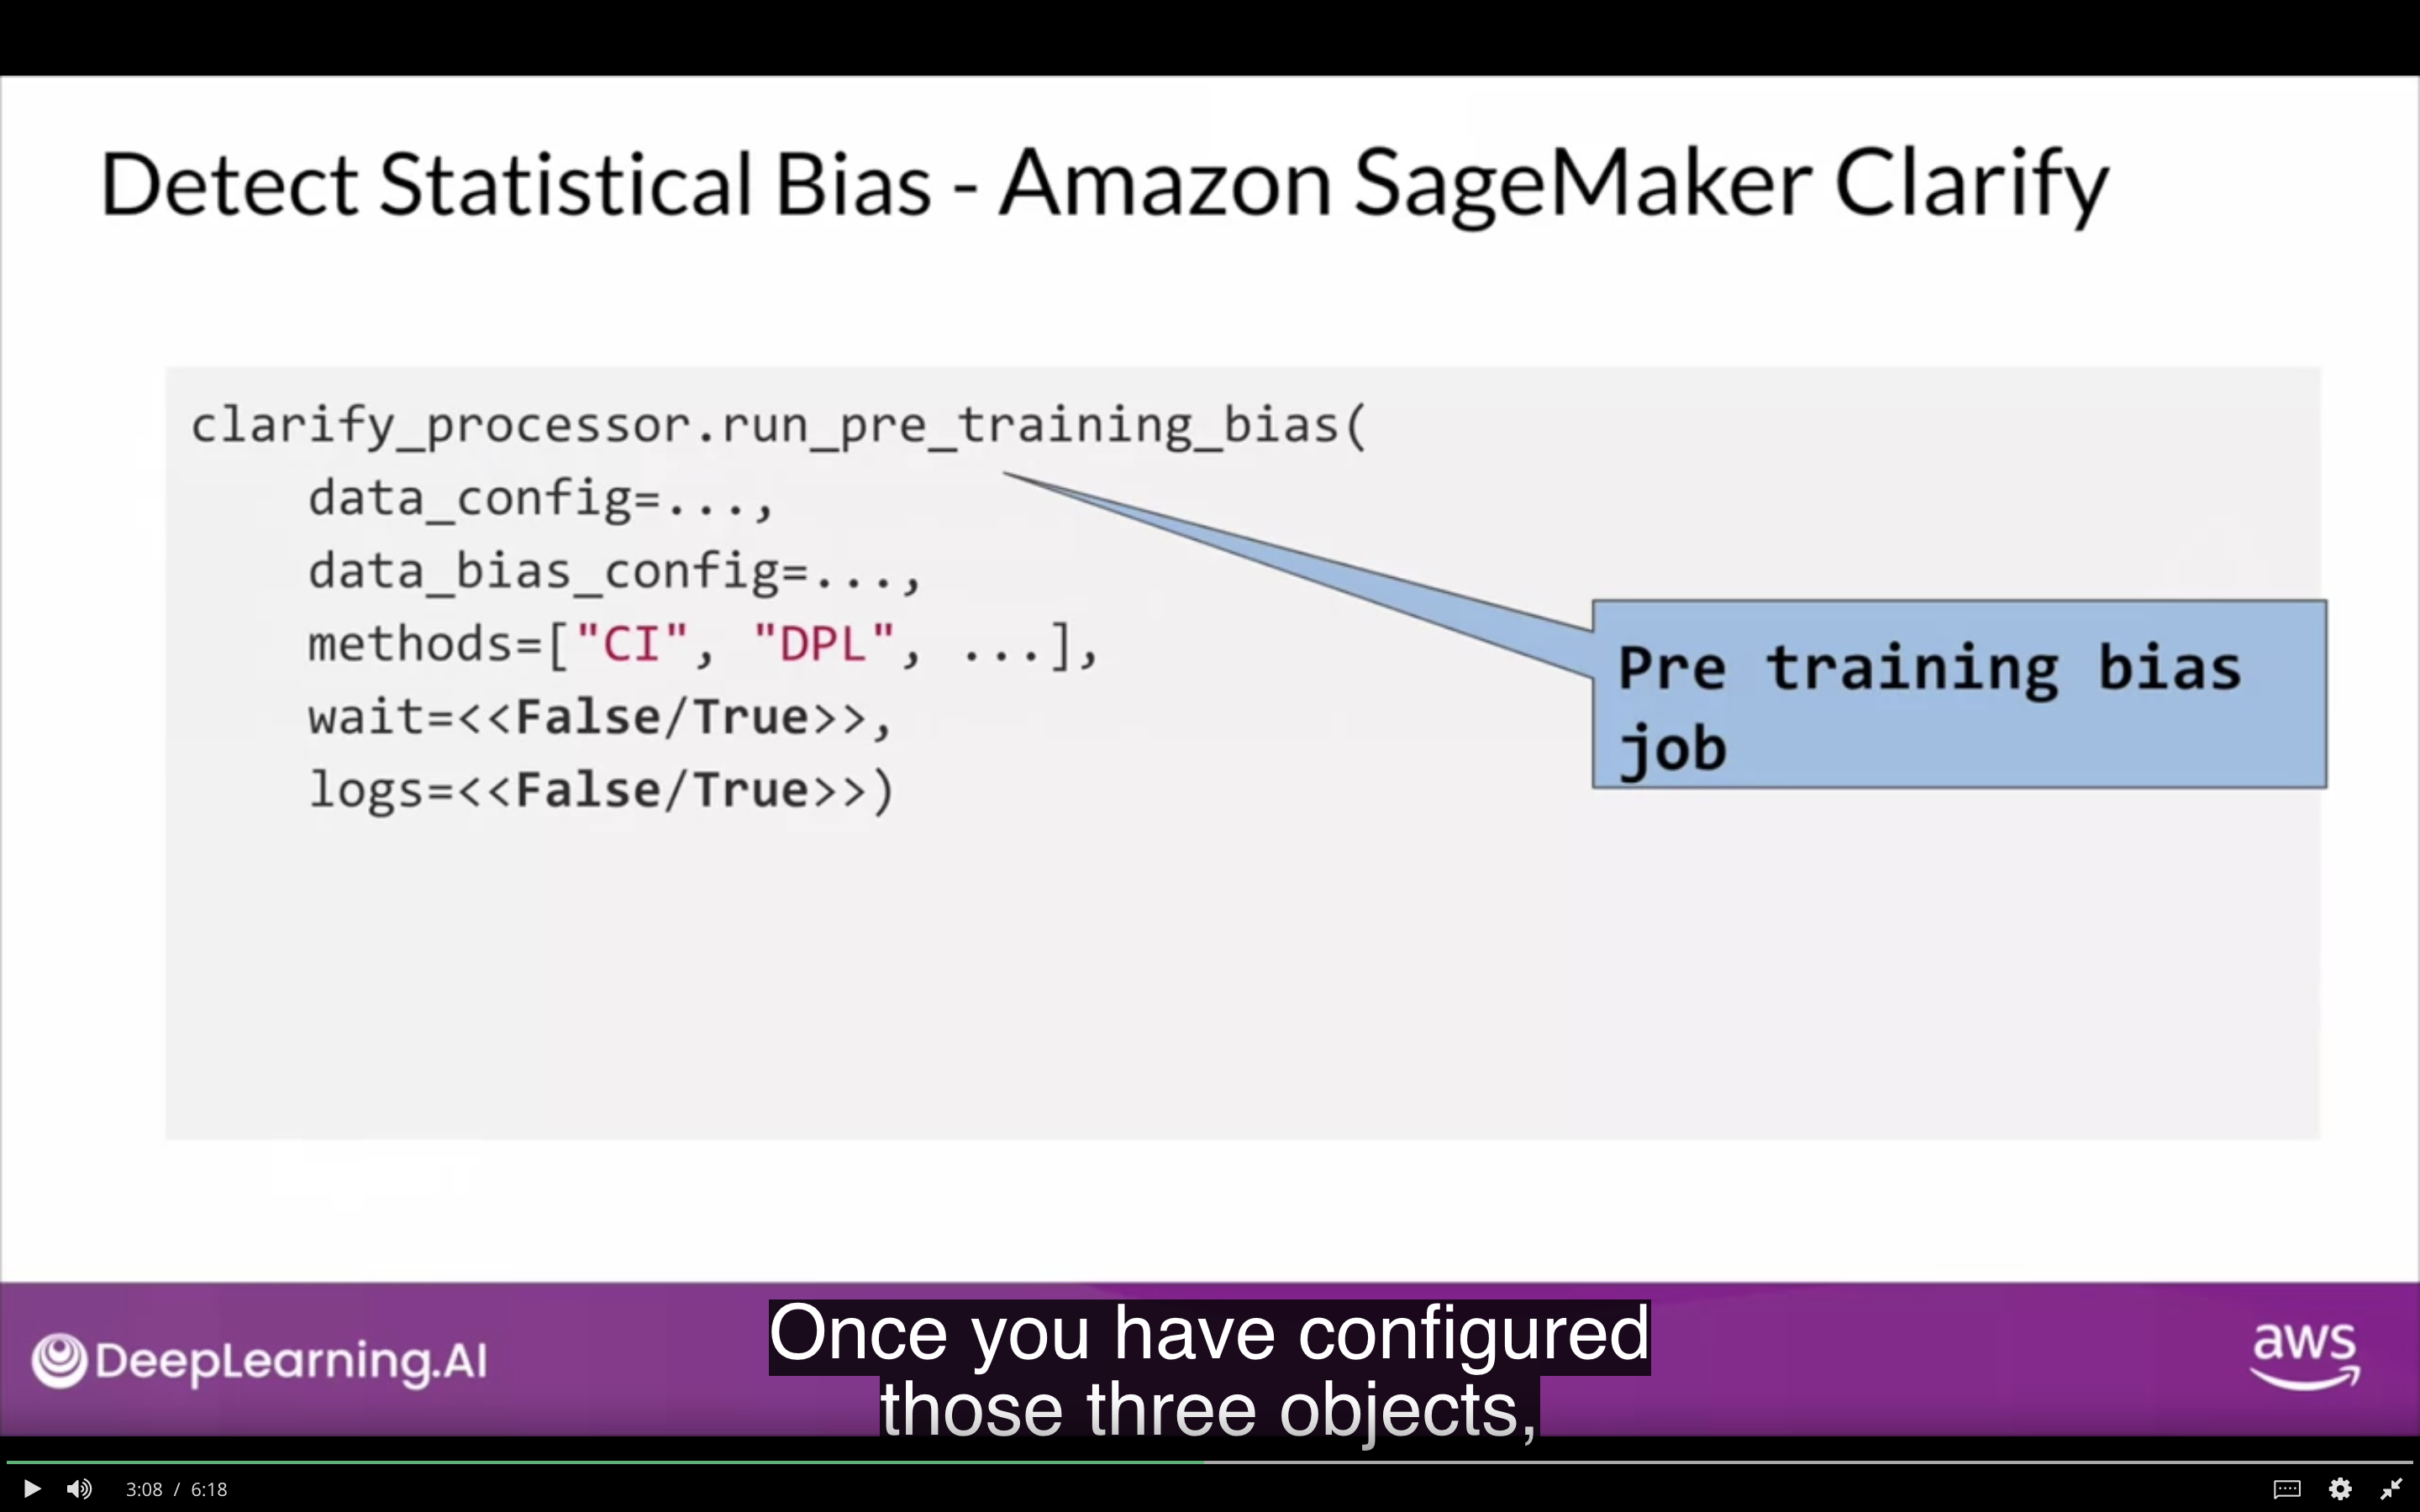 Detect Statistical Bias - Amazon SageMaker Clarify
clarify_processor.run_pre_training_bias(
data_config=...,
data_bias_config=...,
methods=["CI", "DPL", ...],
wait=<<False/True>>,
logs=<<False/True>>)
Pre training bias
job
DeepLearning.AI
Once you have configured
those three objects,
aws
3:08 / 6:18